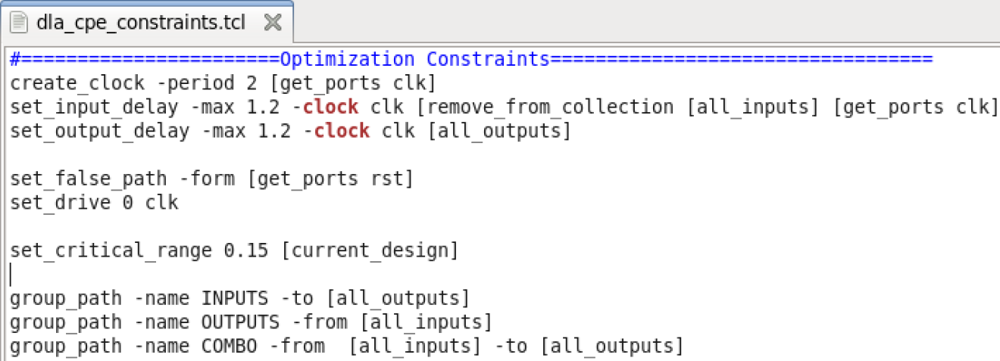 dla_cpe_constraints.tcl
#=======================Optimization Constraints==================================
create_clock -period 2 [get_ports clk]
set_input_delay -max 1.2 -clock clk [remove_from_collection [all_inputs] [get_ports clk]
set_output_delay -max 1.2 -clock clk [all_outputs]
set_false_path -form [get_ports rst]
set_drive 0 clk
set_critical_range 0.15 [current_design]
group_path -name INPUTS -to [all_outputs]
group_path -name OUTPUTS -from [all_inputs]
group_path -name COMBO -from  [all_inputs] -to [all_outputs]